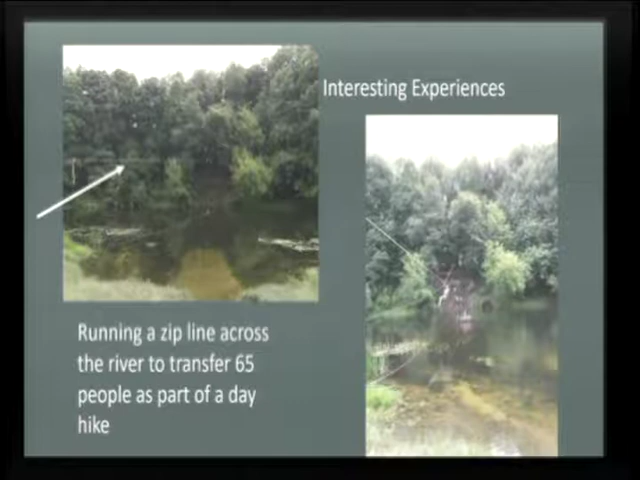 Interesting Experiences
Running a zip line across
the river to transfer 65
people as part of a day
hike